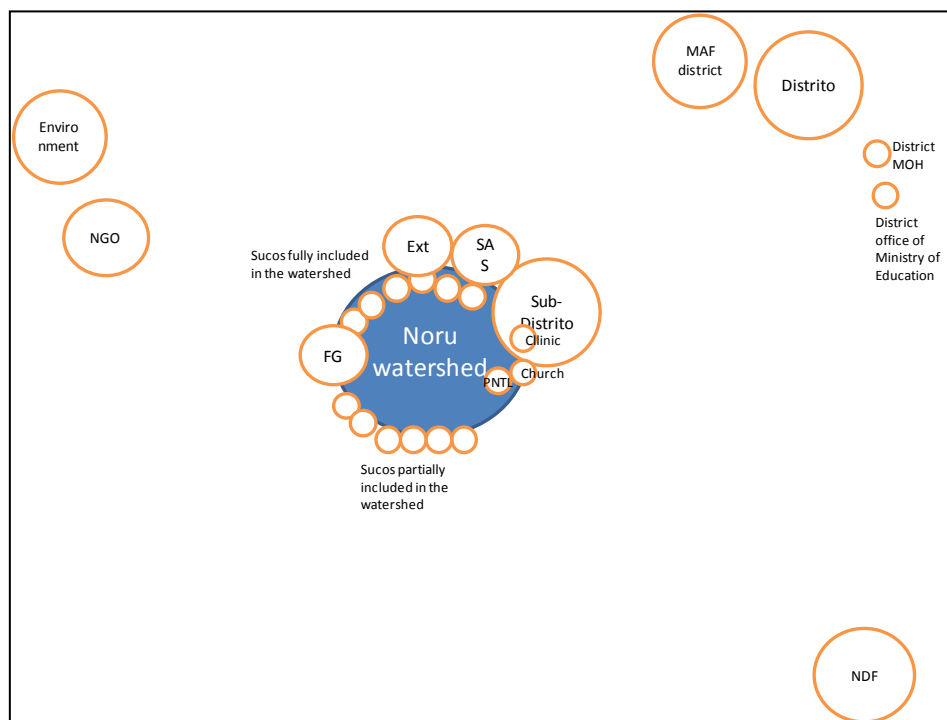 MAF
district
Distrito
Enviro
nment
District
MOH
District
office of
Ministry of
Education
NGO
Sucos fully included
in the watershed
Ext
SA
S
Sub-
Distrito
Cllinic
Noru
watershed
FG
Church
PNTL
Sucos partially
included in the
watershed
NDF